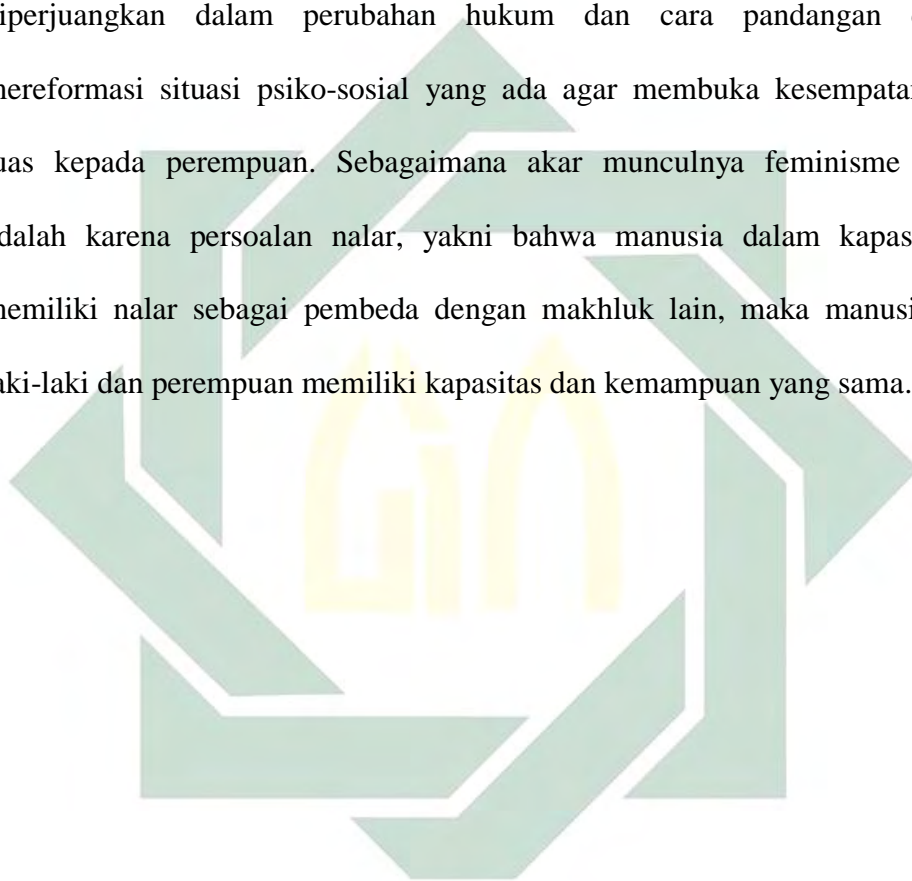 iperjuangkan dalam perubahan hukum dan cara pandangan
nereformasi situasi psiko-sosial yang ada agar membuka kesempatan
uas kepada perempuan. Sebagaimana akar munculnya feminisme
dalah karena persoalan nalar, yakni bahwa manusia dalam kapas
nemiliki nalar sebagai pembeda dengan makhluk lain, maka manusi
aki-laki dan perempuan memiliki kapasitas dan kemampuan yang sama.